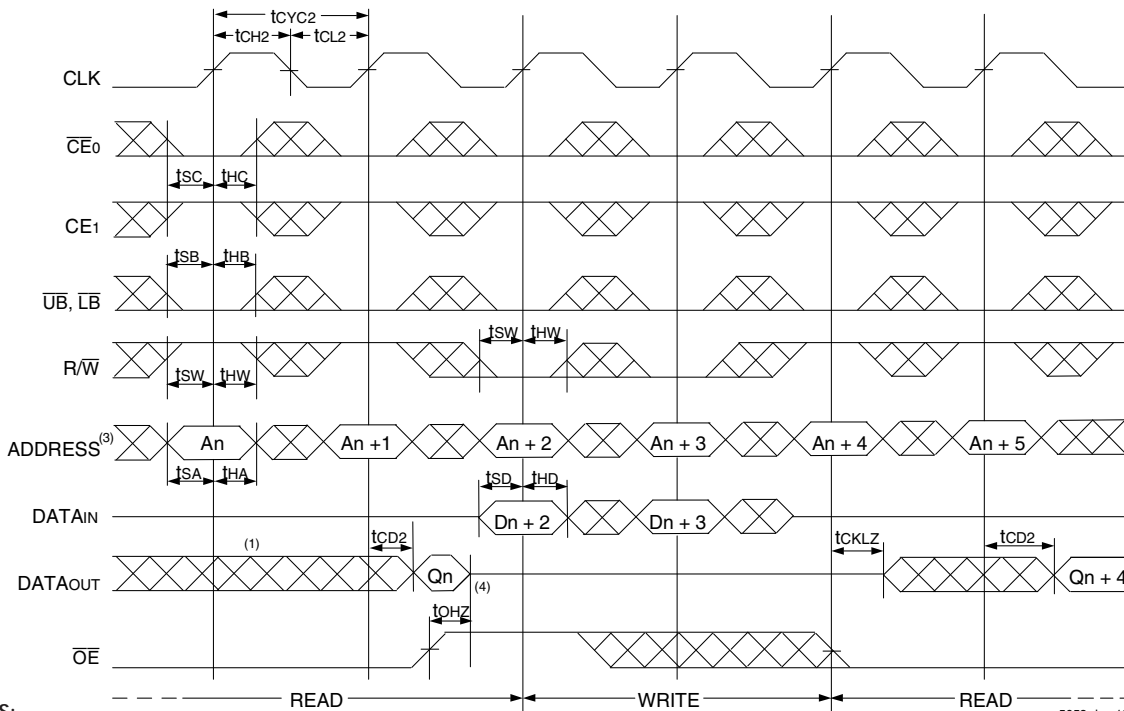 tCYC2
tCH2 tCL2
CLK
CE0
tSC tHC
CE1
tSB tHB
UB, LB
tSW tHW
R/W
tSW tHW
ADDRESS(3) An An +1 An + 2 An + 3 An + 4 An + 5
tSA tHA
tSD tHD
DATAIN Dn + 2 Dn + 3
(1) tCD2 tCKLZ tCD2
DATAOUT Qn (4) Qn + 4
tOHZ
OE
READ WRITE READ